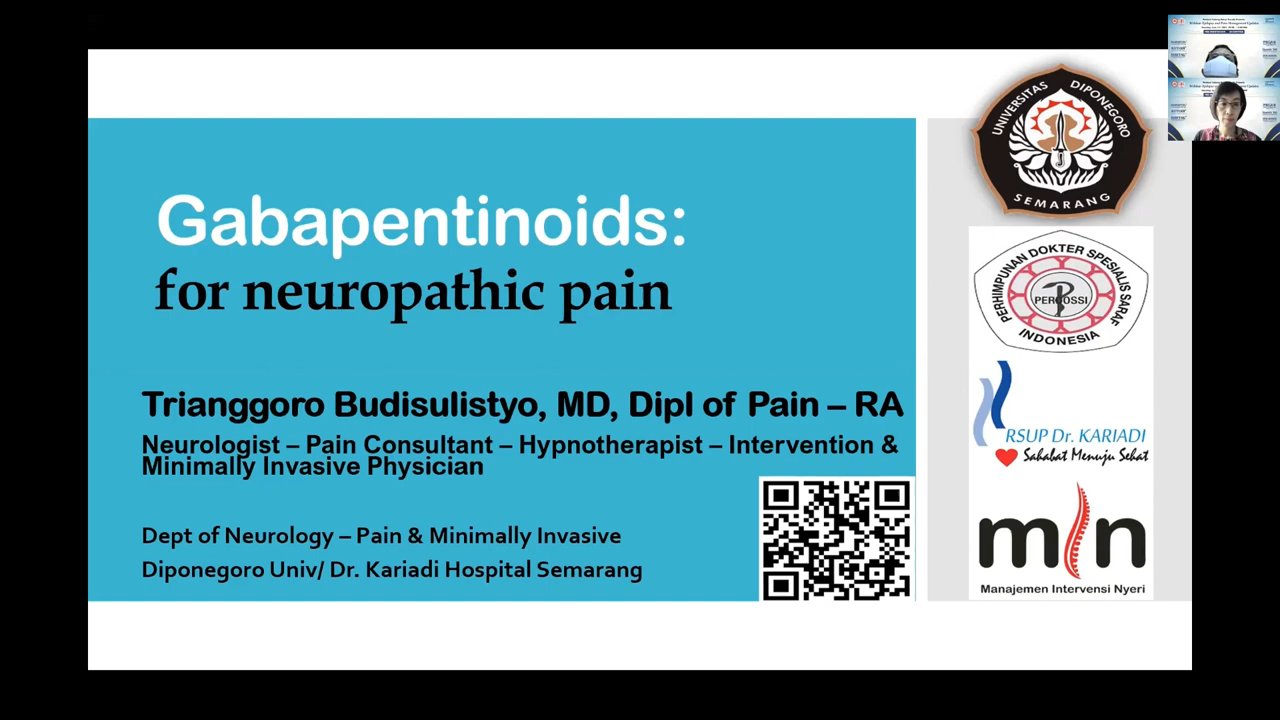 Gabapentinoids:
for neuropathic pain
Trianggoro Budisulistyo, MD, Dipl of Pain – RA
Neurologist – Pain Consultant – Hypnotherapist – Intervention &
Minimally Invasive Physician
Dept of Neurology – Pain & Minimally Invasive
Diponegoro Univ/ Dr. Kariadi Hospital Semarang
UNIVERSITAS DIPONEGORO
SEMARANG
PERHIMPUNAN DOKTER SPESIALIS SARAF
PERDOSSI
INDONESIA
RSUP Dr. KARIADI
Sahabat Menuju Sehat
min
Manajemen Intervensi Nyeri